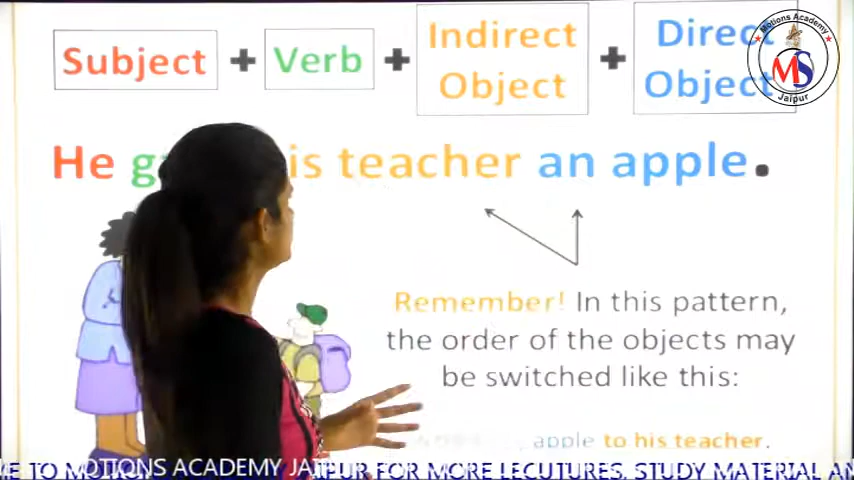 Subject + Verb + Indirect Object + Direct Object
He is teacher an apple.
Remember! In this pattern,
the order of the objects may
be switched like this:
apple to his teacher.
Motions Academy
MS
Jaipur
MOTIONS ACADEMY JAIPUR FOR MORE LECUTURES, STUDY MATERIAL AN